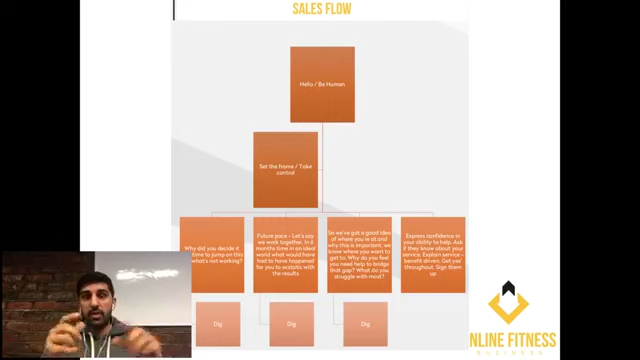 SALES FLOW
Hello / Be Human
Set the frame / Take
control
Why did you decide it
time to jump on this
what's not working?
Future pace - Let's say
we work together. In 6
months time in an ideal
world what would have
had to have happened
for you to ecstatic with
the results
So we've got a good idea
of where you is at and
why this is important, we
know where you want to
get to. Why do you feel
you need help to bridge
that gap? What do you
struggle with most?
Express confidence in
your ability to help. Ask
if they know about your
service. Explain service -
benefit driven. Get yes'
throughout. Sign them
up
Dig
Dig
Dig
NLINE FITNESS
BUSINESS